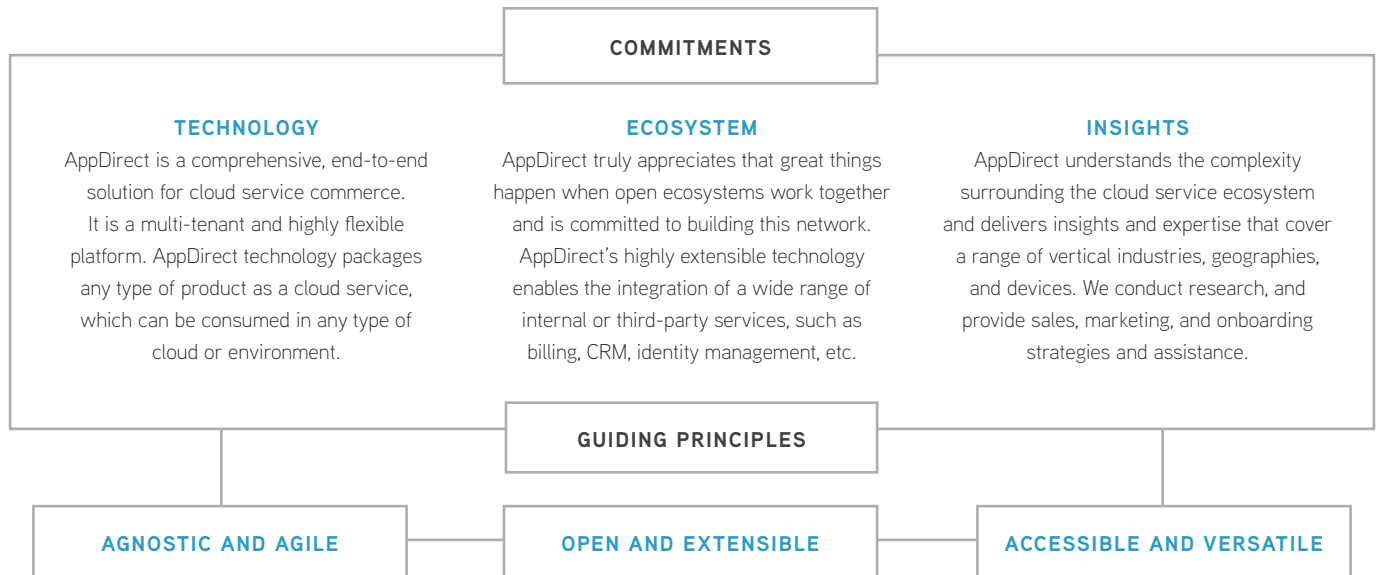 COMMITMENTS
TECHNOLOGY
AppDirect is a comprehensive, end-to-end
solution for cloud service commerce.
It is a multi-tenant and highly flexible
platform. AppDirect technology packages
any type of product as a cloud service,
which can be consumed in any type of
cloud or environment.
ECOSYSTEM
AppDirect truly appreciates that great things
happen when open ecosystems work together
and is committed to building this network.
AppDirect's highly extensible technology
enables the integration of a wide range of
internal or third-party services, such as
billing, CRM, identity management, etc.
INSIGHTS
AppDirect understands the complexity
surrounding the cloud service ecosystem
and delivers insights and expertise that cover
a range of vertical industries, geographies,
and devices. We conduct research, and
provide sales, marketing, and onboarding
strategies and assistance.
GUIDING PRINCIPLES
AGNOSTIC AND AGILE
OPEN AND EXTENSIBLE
ACCESSIBLE AND VERSATILE